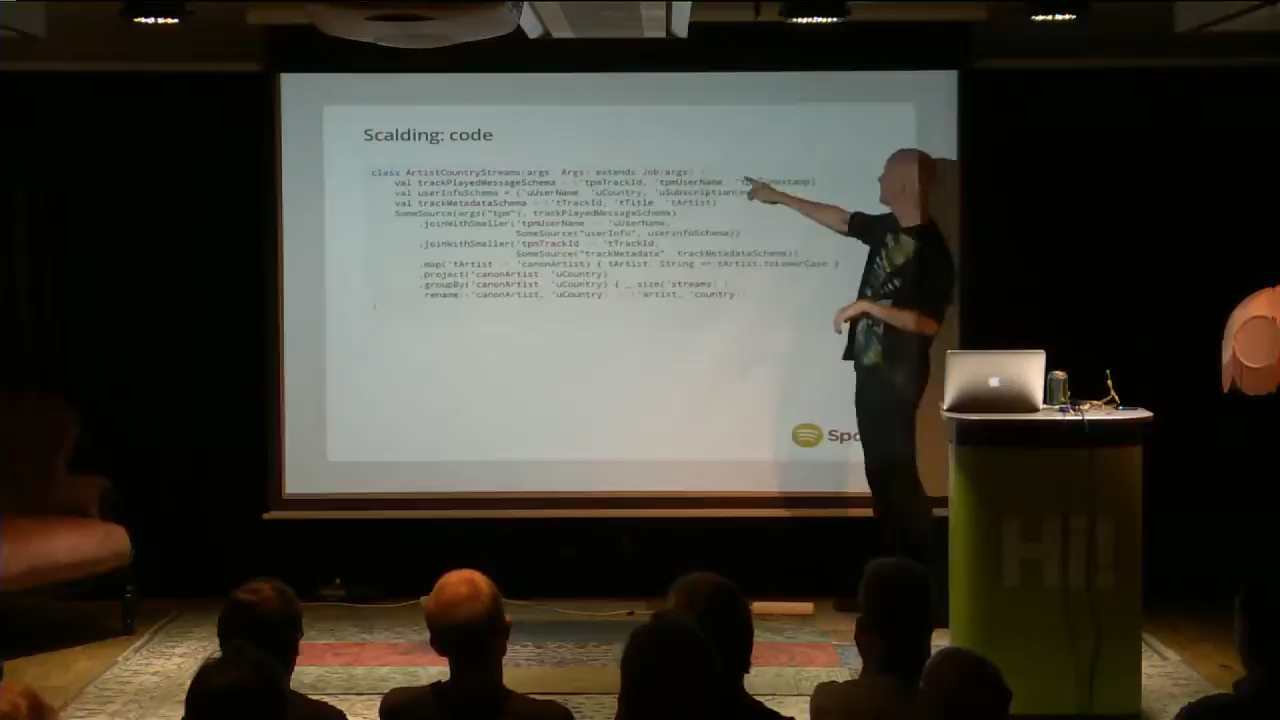 Scalding: code
class ArtistCountryStreams(args: Args) extends Job(args) {
val trackPlayedMessageSchema = ('tpmTrackId, 'tpmUserName,
val userInfoSchema = ('uUserName, 'uCountry,
val trackMetadataSchema = ('tTrackId, 'tTitle, 'tArtist)
SomeSource(args("tpm"), trackPlayedMessageSchema)
.joinWithSmaller('tpmUserName -> 'uUserName,
SomeSource("userInfo", userinfoSchema))
.joinWithSmaller('tpmTrackId -> 'tTrackId,
SomeSource("trackMetadata", trackMetadataSchema))
.map('tArtist -> 'canonArtist) { tArtist: String => tArtist.toLowerCase }
.project('canonArtist, 'uCountry)
.groupBy('canonArtist, 'uCountry) { _.size('streams) }
.rename(('canonArtist, 'uCountry) -> ('artist, 'country))
}
Hi!